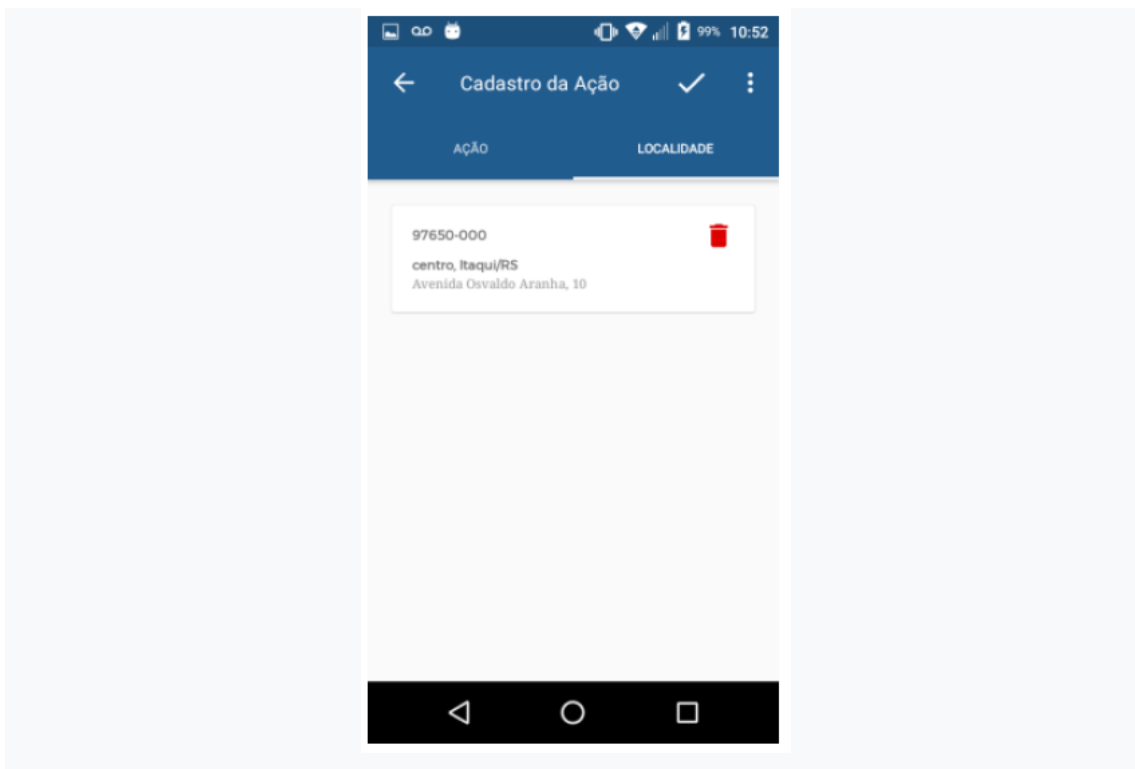 99% 10:52
Cadastro da Ação
AÇÃO LOCALIDADE
97650-000
centro, Itaqui/RS
Avenida Osvaldo Aranha, 10